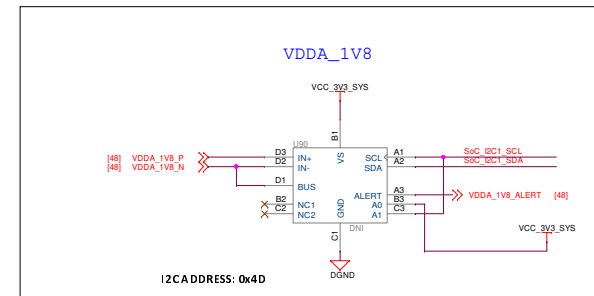 VDDA_1V8
VCC_3V3_SYS
U90
B1
[48] VDDA_1V8_P D3 IN+ VS SCL A1 SoC_I2C1_SCL
[48] VDDA_1V8_N D2 IN- SDA A2 SoC_I2C1_SDA
D1 BUS
ALERT A3 VDDA_1V8_ALERT [48]
B2 NC1 GND A0 B3
C2 NC2 A1 C3
C1 DNI
VCC_3V3_SYS
DGND
I2C ADDRESS: 0x4D